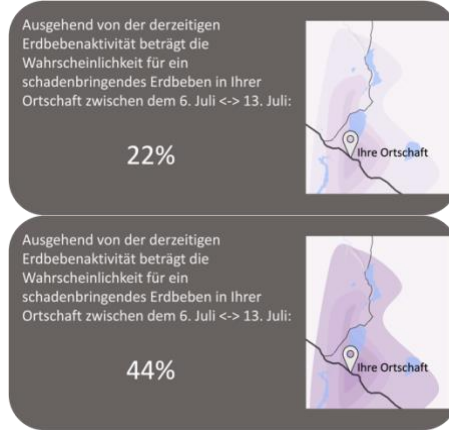 Ausgehend von der derzeitigen
Erdbebenaktivität beträgt die
Wahrscheinlichkeit für ein
schadenbringendes Erdbeben in Ihrer
Ortschaft zwischen dem 6. Juli <-> 13. Juli:
22%
Ihre Ortschaft
Ausgehend von der derzeitigen
Erdbebenaktivität beträgt die
Wahrscheinlichkeit für ein
schadenbringendes Erdbeben in Ihrer
Ortschaft zwischen dem 6. Juli <-> 13. Juli:
44%
Ihre Ortschaft